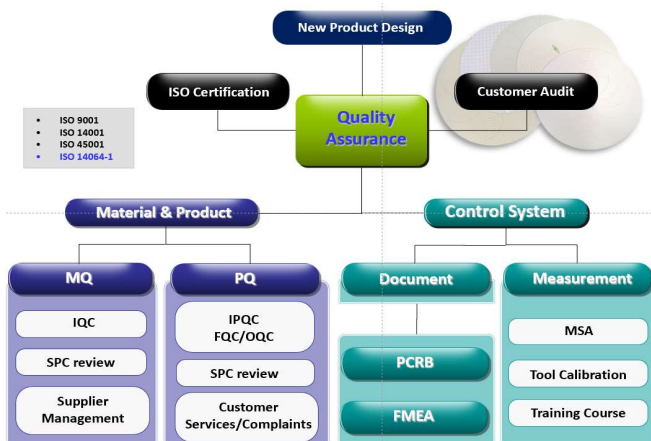 New Product Design
ISO Certification
Quality
Assurance
Customer Audit
• ISO 9001
• ISO 14001
• ISO 45001
• ISO 14064-1
Material & Product
Control System
MQ
PQ
Document
Measurement
IQC
SPC review
Supplier
Management
IPQC
FQC/OQC
SPC review
Customer
Services/Complaints
PCRB
FMEA
MSA
Tool Calibration
Training Course